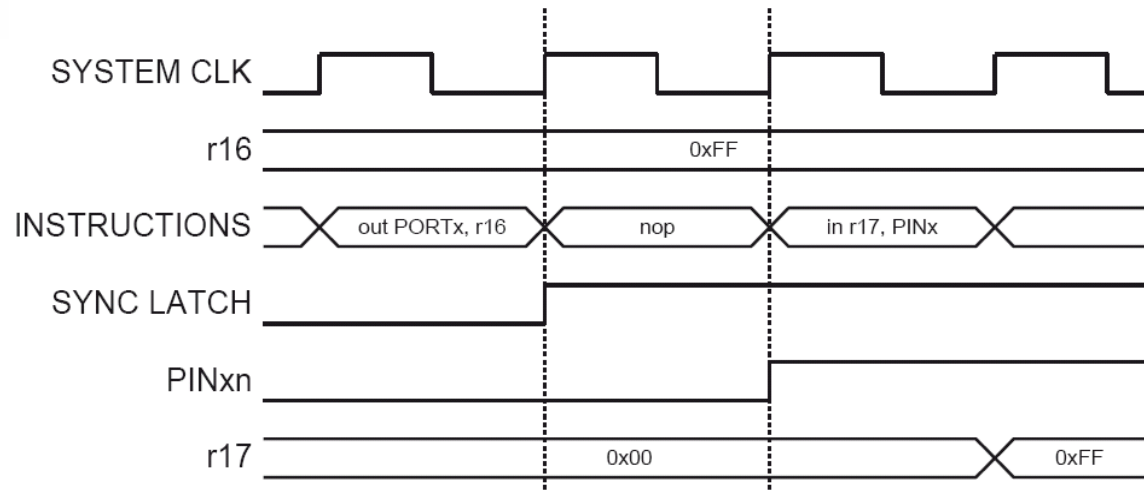 SYSTEM CLK
r16
0xFF
INSTRUCTIONS
out PORTx, r16
nop
in r17, PINx
SYNC LATCH
PINxn
r17
0x00
0xFF